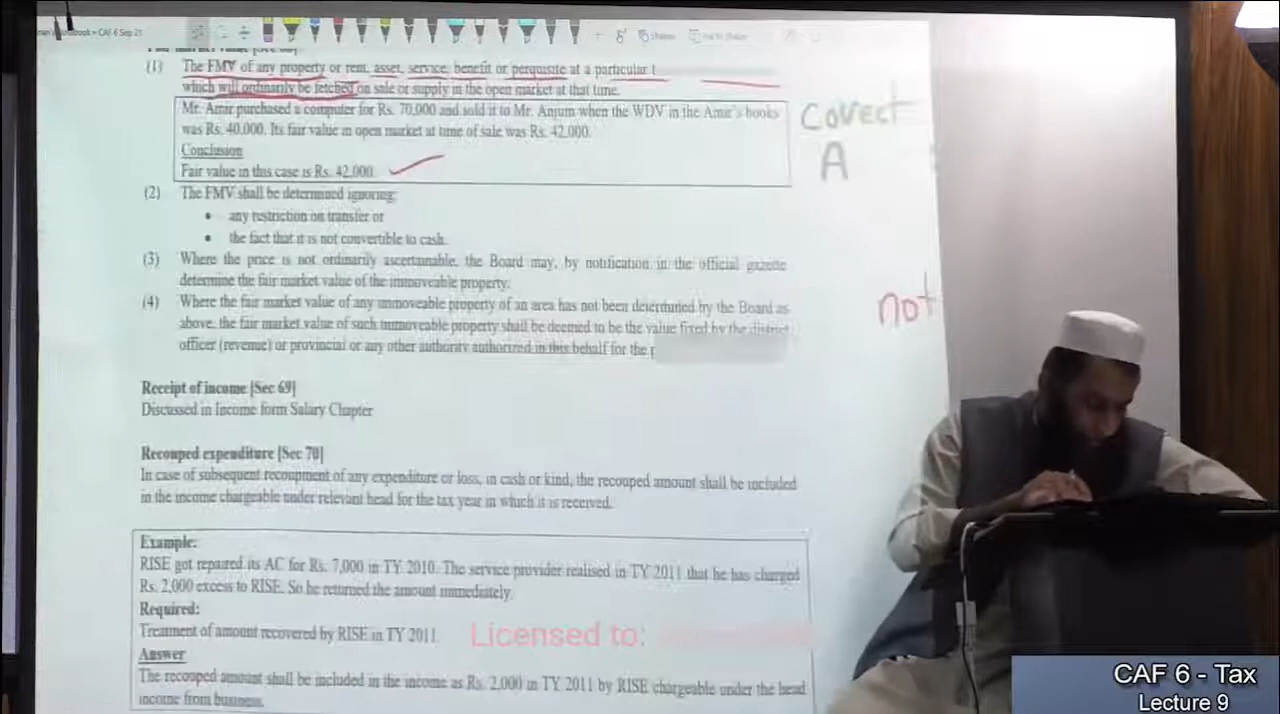 book > CAF 6 Sep 21
(1) The FMV of any property or rent, asset, service, benefit or perquisite at a particular t
which will ordinarily be fetched on sale or supply in the open market at that time.
Mr. Amir purchased a computer for Rs. 70,000 and sold it to Mr. Anjum when the WDV in the Amir's books
was Rs. 40,000. Its fair value in open market at time of sale was Rs. 42,000.
Conclusion
Fair value in this case is Rs. 42,000.
A
(2) The FMV shall be determined ignoring:
• any restriction on transfer or
• the fact that it is not convertible to cash.
(3) Where the price is not ordinarily ascertainable, the Board may, by notification in the official gazette
determine the fair market value of the immoveable property.
not
(4) Where the fair market value of any immoveable property of an area has not been determined by the Board as
above, the fair market value of such immoveable property shall be deemed to be the value fixed by the district
officer (revenue) or provincial or any other authority authorized in this behalf for the
Receipt of income [Sec 69]
Discussed in Income form Salary Chapter
Recouped expenditure [Sec 70]
In case of subsequent recoupment of any expenditure or loss, in cash or kind, the recouped amount shall be included
in the income chargeable under relevant head for the tax year in which it is received.
Example:
RISE got repaired its AC for Rs. 7,000 in TY 2010. The service provider realised in TY 2011 that he has charged
Rs. 2,000 excess to RISE. So he returned the amount immediately.
Required:
Treatment of amount recovered by RISE in TY 2011.
Licensed to:
Answer
The recouped amount shall be included in the income as Rs. 2,000 in TY 2011 by RISE chargeable under the head
income from business.
CAF 6 - Tax
Lecture 9